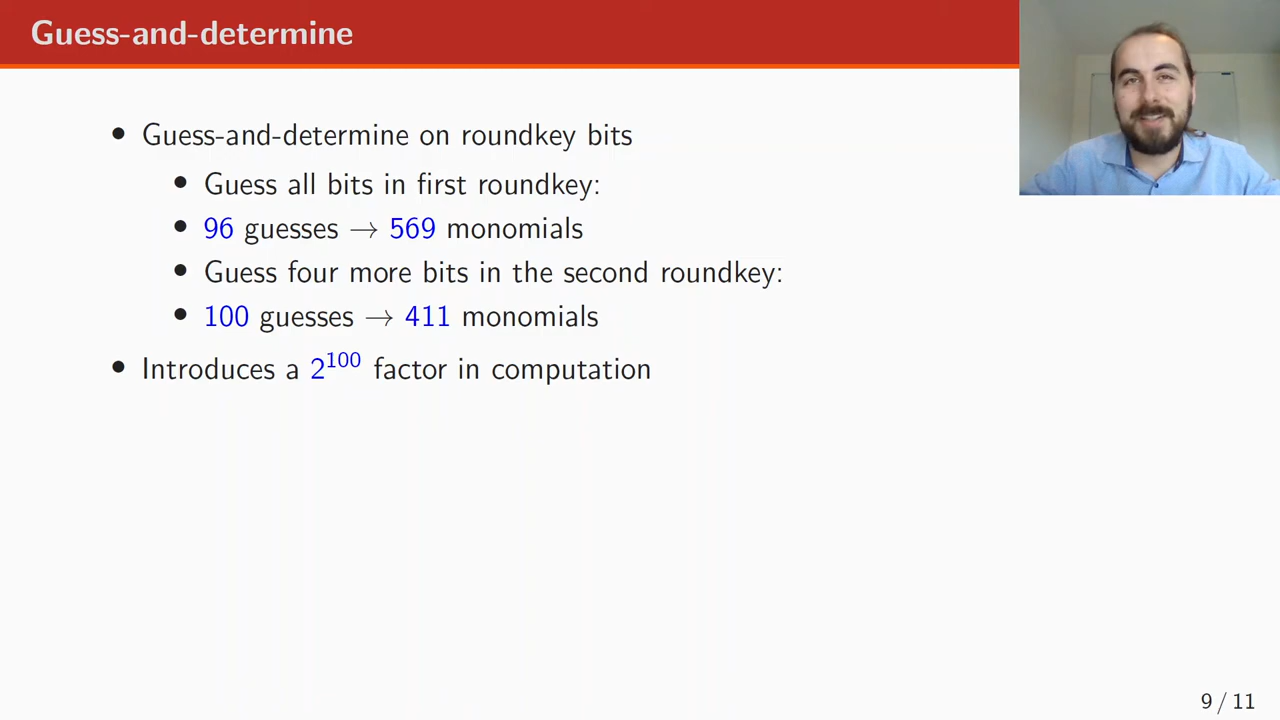 Guess-and-determine
• Guess-and-determine on roundkey bits
• Guess all bits in first roundkey:
• 96 guesses → 569 monomials
• Guess four more bits in the second roundkey:
• 100 guesses → 411 monomials
• Introduces a 2^100 factor in computation
9 / 11